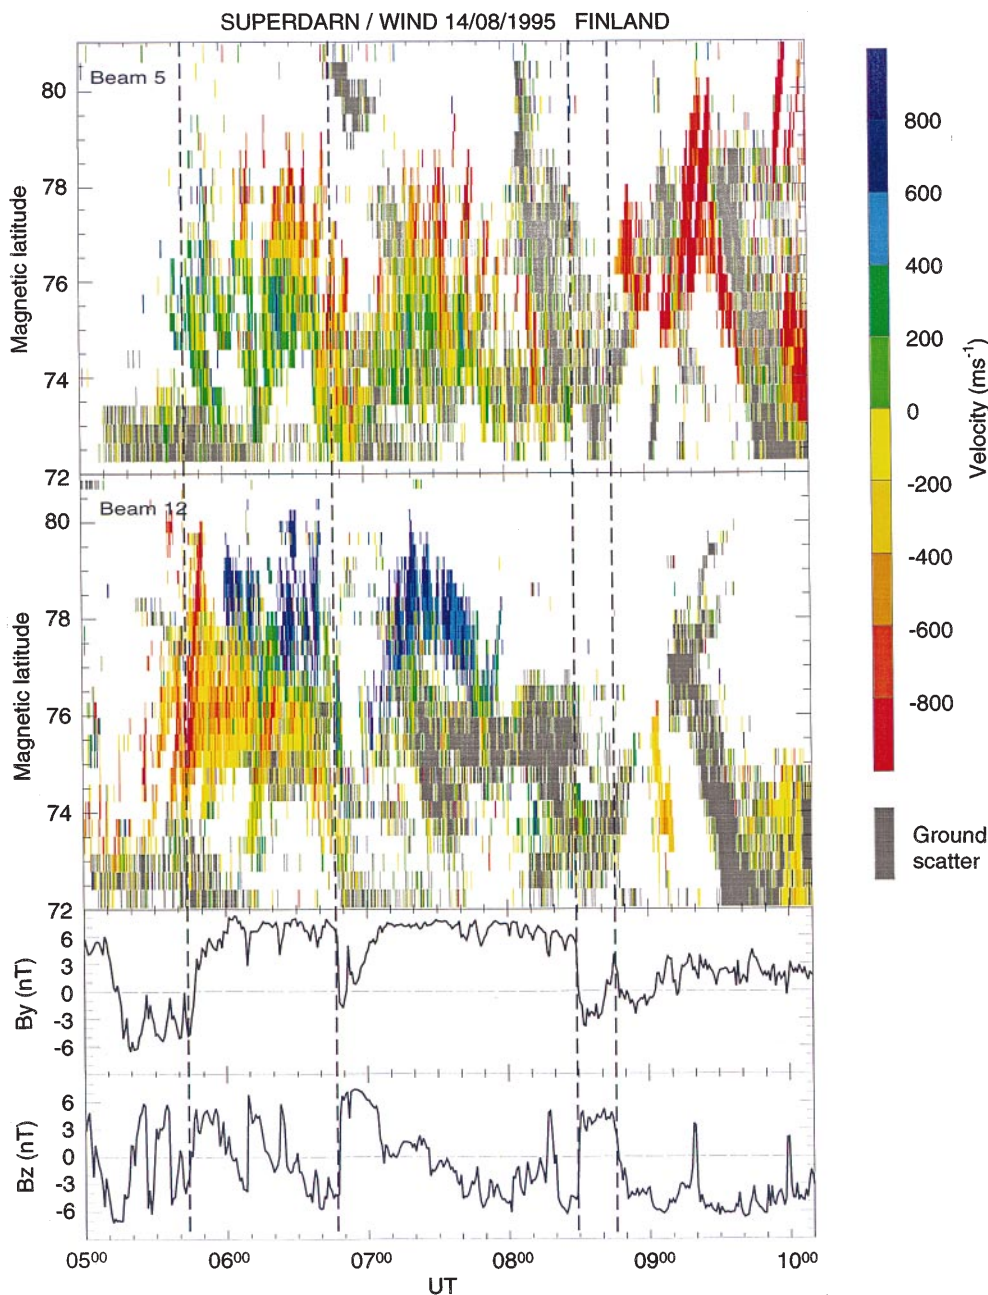 SUPERDARN / WIND 14/08/1995 FINLAND
Beam 5
80
78
76
74
72
Magnetic latitude
Beam 12
80
78
76
74
72
Magnetic latitude
6
3
0
-3
-6
By (nT)
6
3
0
-3
-6
Bz (nT)
05⁰⁰ 06⁰⁰ 07⁰⁰ 08⁰⁰ 09⁰⁰ 10⁰⁰
UT
800
600
400
200
0
-200
-400
-600
-800
Velocity (ms⁻¹)
Ground
scatter